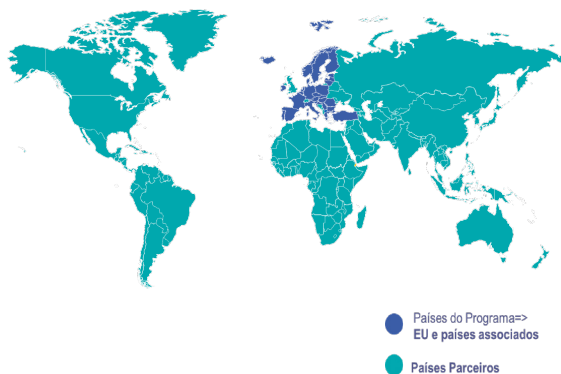 Países do Programa=>
EU e países associados
Países Parceiros